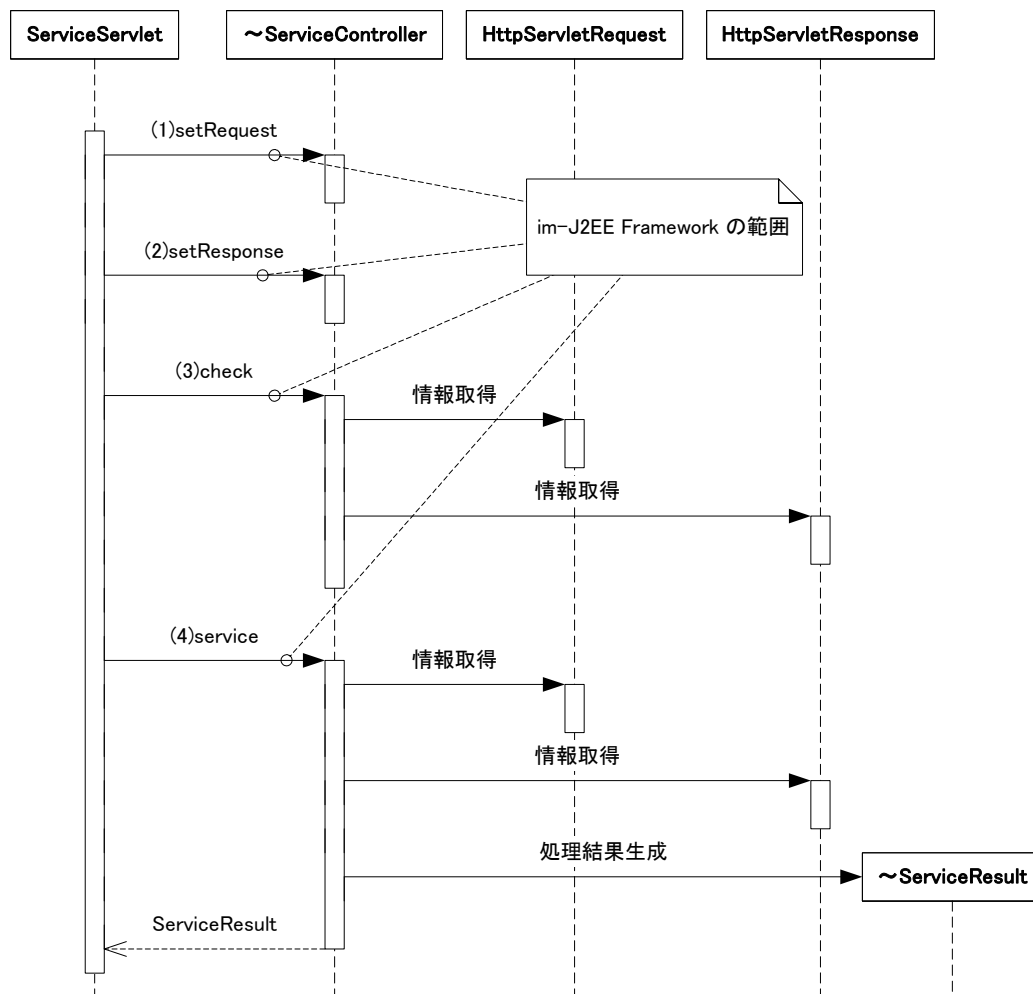 ServiceServlet
～ServiceController
HttpServletRequest
HttpServletResponse
(1)setRequest
im-J2EE Framework の範囲
(2)setResponse
(3)check
情報取得
情報取得
(4)service
情報取得
情報取得
処理結果生成
～ServiceResult
ServiceResult